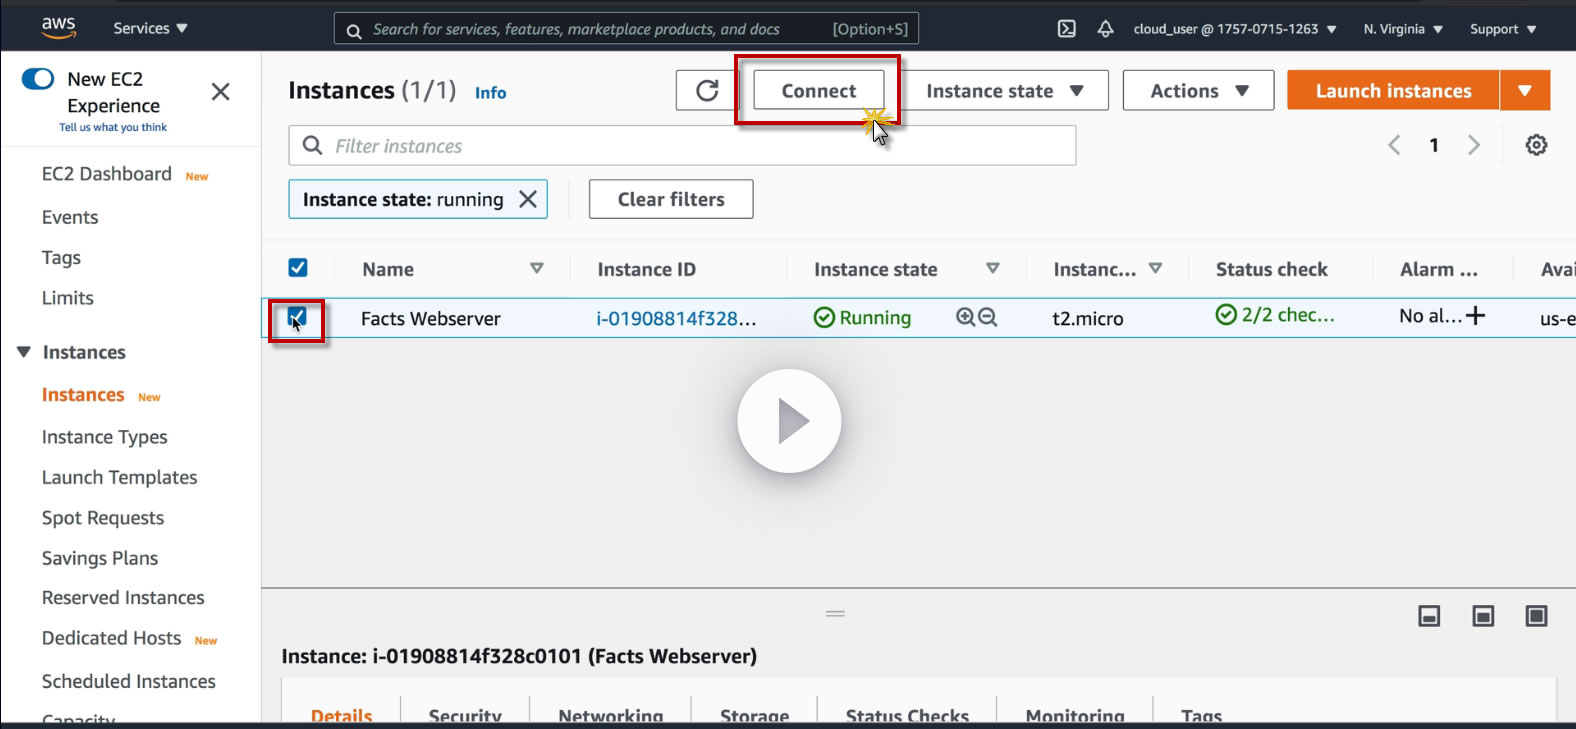 aws
Services ▼
Search for services, features, marketplace products, and docs [Option+S]
cloud_user @ 1757-0715-1263 ▼
N. Virginia ▼
Support ▼
New EC2
Experience
Tell us what you think
EC2 Dashboard New
Events
Tags
Limits
Instances
Instances New
Instance Types
Launch Templates
Spot Requests
Savings Plans
Reserved Instances
Dedicated Hosts New
Scheduled Instances
Capacity
Instances (1/1) Info
Connect
Instance state ▼
Actions ▼
Launch instances ▼
Filter instances
1
Instance state: running
Clear filters
Name Instance ID Instance state Instanc... Status check Alarm ... Avai
Facts Webserver i-01908814f328... Running t2.micro 2/2 chec... No al... us-e
Instance: i-01908814f328c0101 (Facts Webserver)
Details Security Networking Storage Status Checks Monitoring Tags